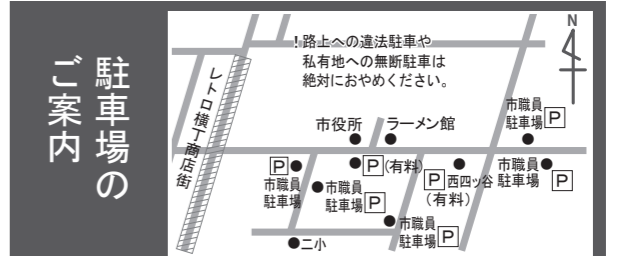 駐車場の
ご案内
！路上への違法駐車や
私有地への無断駐車は
絶対におやめください。
N
レトロ横丁商店街
市役所
ラーメン館
市職員
駐車場 P
P
市職員
駐車場
P (有料)
市職員
駐車場 P
P 西四ッ谷
(有料)
市職員
駐車場 P
市職員
駐車場 P
二小